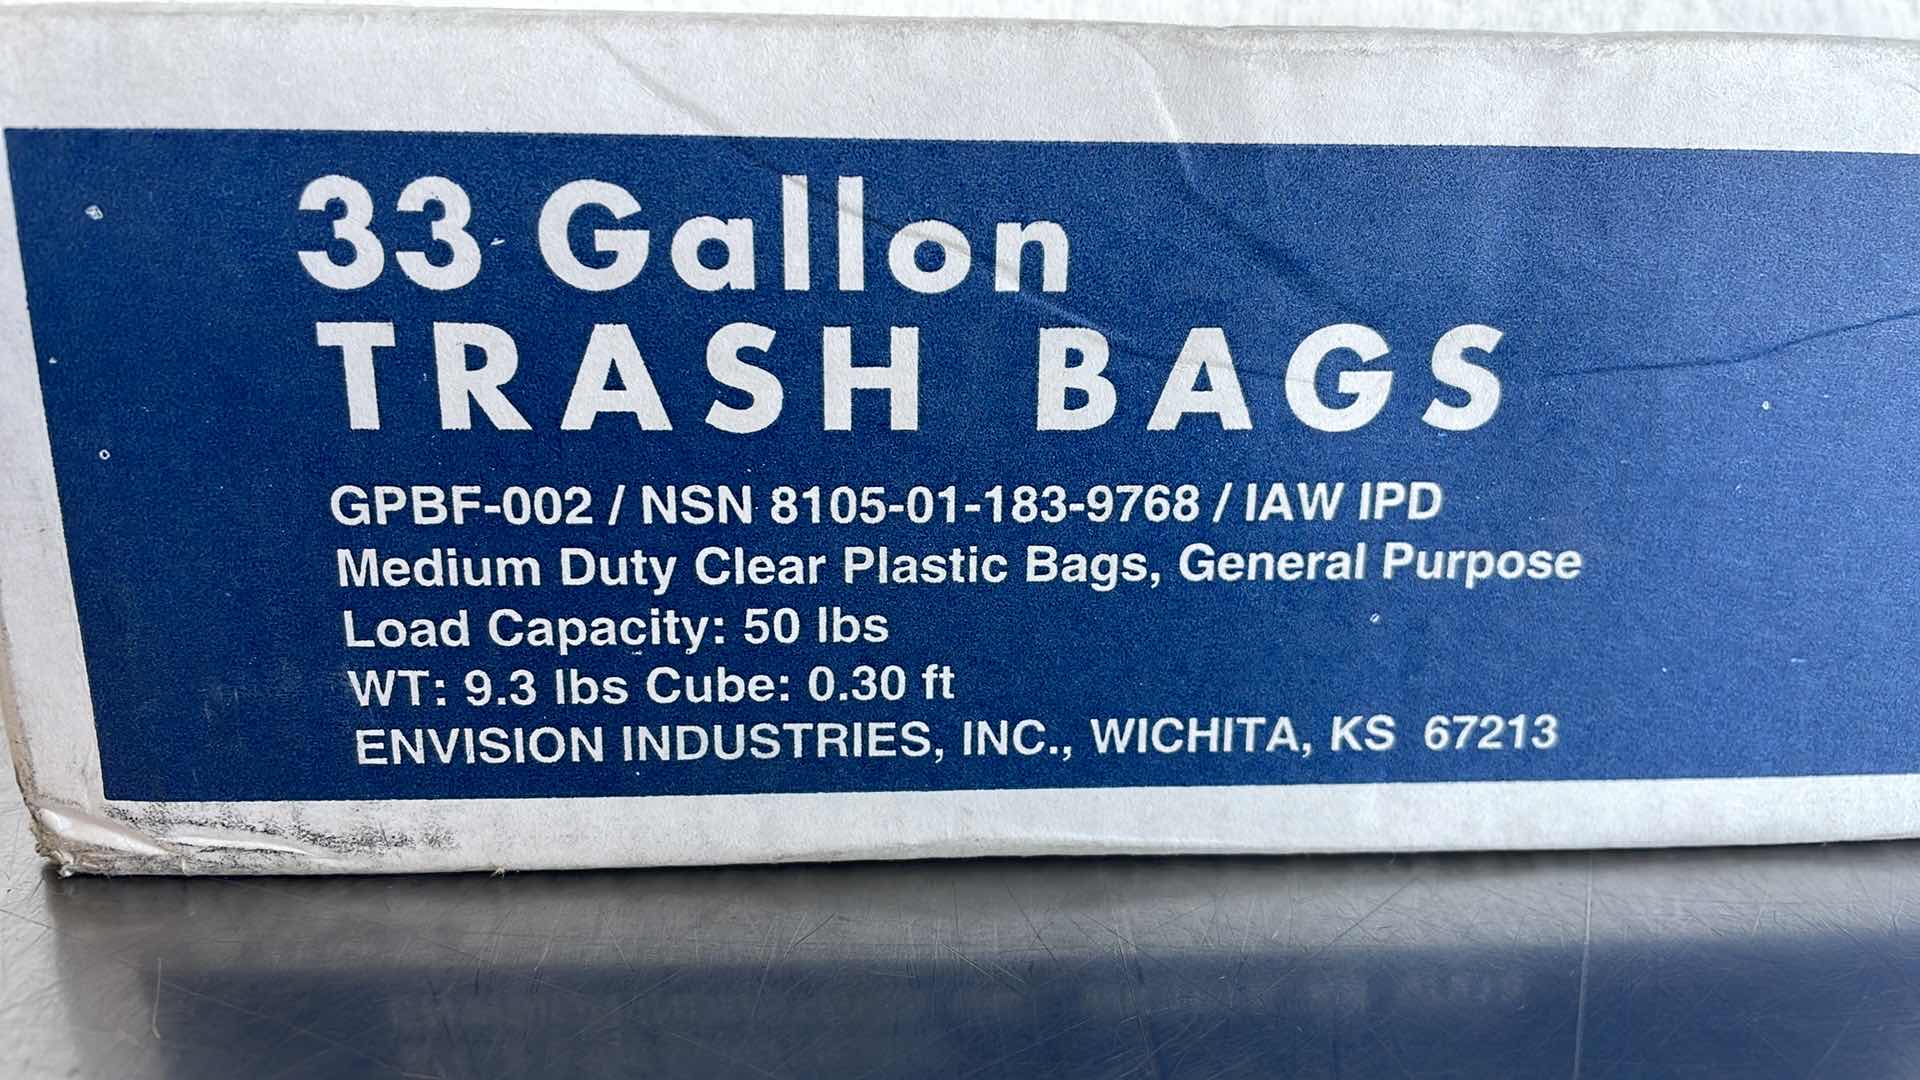 33 Gallon
TRASH BAGS
GPBF-002 / NSN 8105-01-183-9768 / IAW IPD
Medium Duty Clear Plastic Bags, General Purpose
Load Capacity: 50 lbs
WT: 9.3 lbs Cube: 0.30 ft
ENVISION INDUSTRIES, INC., WICHITA, KS 67213